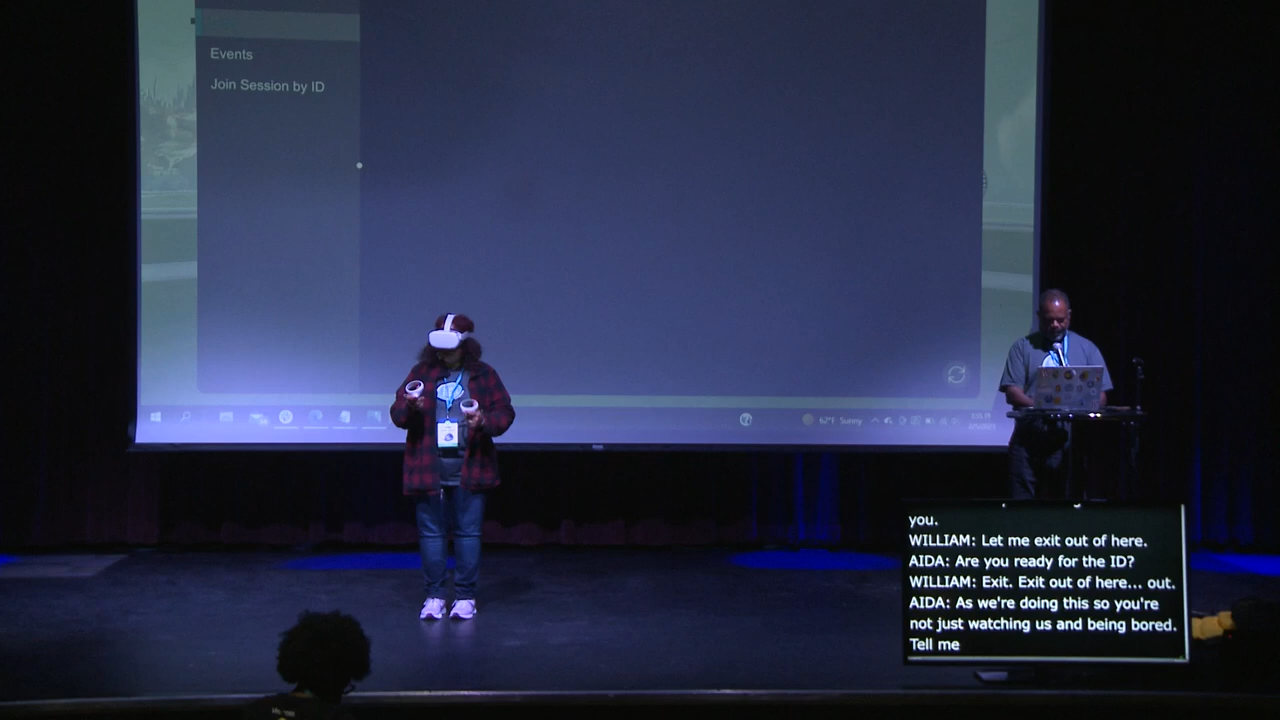 Events
Join Session by ID
62°F Sunny
you.
WILLIAM: Let me exit out of here.
AIDA: Are you ready for the ID?
WILLIAM: Exit. Exit out of here... out.
AIDA: As we're doing this so you're
not just watching us and being bored.
Tell me